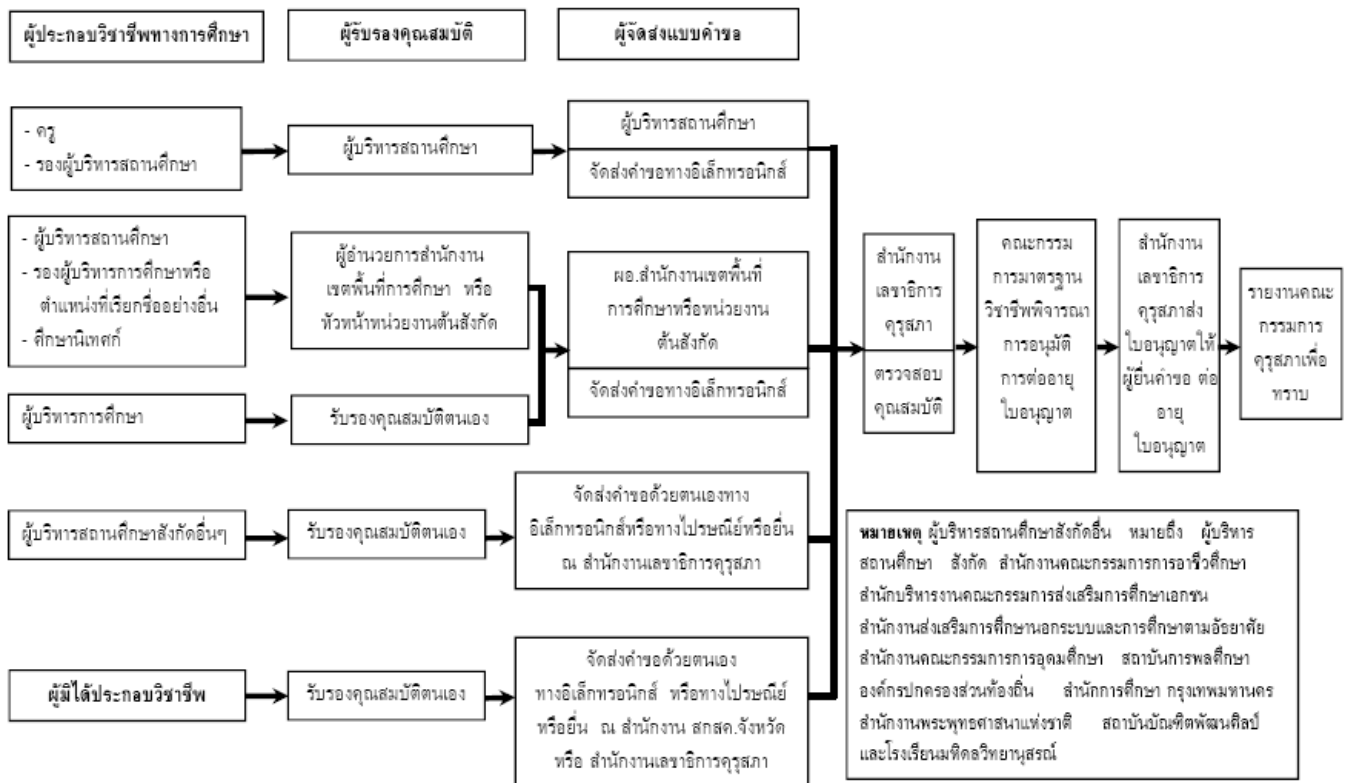 ผู้ประกอบวิชาชีพทางการศึกษา
ผู้รับรองคุณสมบัติ
ผู้จัดส่งแบบคำขอ
- ครู
- รองผู้บริหารสถานศึกษา
ผู้บริหารสถานศึกษา
ผู้บริหารสถานศึกษา
จัดส่งคำขอทางอิเล็กทรอนิกส์
- ผู้บริหารสถานศึกษา
- รองผู้บริหารการศึกษาหรือ
ตำแหน่งที่เรียกชื่ออย่างอื่น
- ศึกษานิเทศก์
ผู้อำนวยการสำนักงาน
เขตพื้นที่การศึกษา หรือ
หัวหน้าหน่วยงานต้นสังกัด
ผอ.สำนักงานเขตพื้นที่
การศึกษาหรือหน่วยงาน
ต้นสังกัด
จัดส่งคำขอทางอิเล็กทรอนิกส์
ผู้บริหารการศึกษา
รับรองคุณสมบัติตนเอง
ผู้บริหารสถานศึกษาสังกัดอื่นๆ
รับรองคุณสมบัติตนเอง
จัดส่งคำขอด้วยตนเองทาง
อิเล็กทรอนิกส์หรือทางไปรษณีย์หรือยื่น
ณ สำนักงานเลขาธิการคุรุสภา
ผู้มิได้ประกอบวิชาชีพ
รับรองคุณสมบัติตนเอง
จัดส่งคำขอด้วยตนเอง
ทางอิเล็กทรอนิกส์ หรือทางไปรษณีย์
หรือยื่น ณ สำนักงาน สกสค.จังหวัด
หรือ สำนักงานเลขาธิการคุรุสภา
สำนักงาน
เลขาธิการ
คุรุสภา
ตรวจสอบ
คุณสมบัติ
คณะกรรม
การมาตรฐาน
วิชาชีพพิจารณา
การอนุมัติ
การต่ออายุ
ใบอนุญาต
สำนักงาน
เลขาธิการ
คุรุสภาส่ง
ใบอนุญาตให้
ผู้ยื่นคำขอ ต่อ
อายุ
ใบอนุญาต
รายงานคณะ
กรรมการ
คุรุสภาเพื่อ
ทราบ
หมายเหตุ ผู้บริหารสถานศึกษาสังกัดอื่น หมายถึง ผู้บริหาร
สถานศึกษา สังกัด สำนักงานคณะกรรมการการอาชีวศึกษา
สำนักบริหารงานคณะกรรมการส่งเสริมการศึกษาเอกชน
สำนักงานส่งเสริมการศึกษานอกระบบและการศึกษาตามอัธยาศัย
สำนักงานคณะกรรมการการอุดมศึกษา สถาบันการพลศึกษา
องค์กรปกครองส่วนท้องถิ่น สำนักการศึกษา กรุงเทพมหานคร
สำนักงานพระพุทธศาสนาแห่งชาติ สถาบันบัณฑิตพัฒนศิลป์
และโรงเรียนมหิดลวิทยานุสรณ์